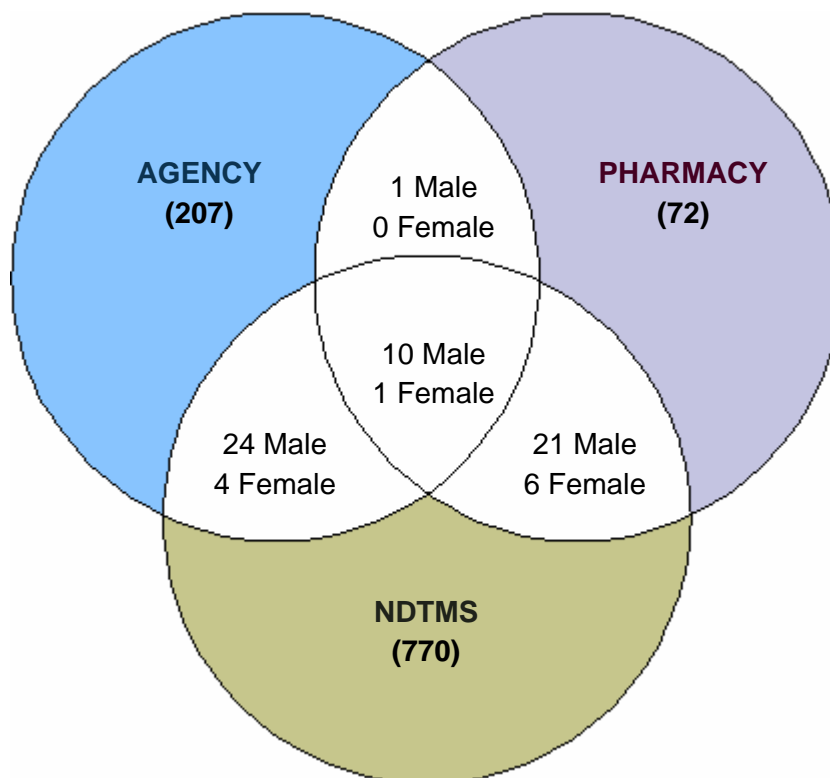 AGENCY
(207)
PHARMACY
(72)
1 Male
0 Female
10 Male
1 Female
24 Male
4 Female
21 Male
6 Female
NDTMS
(770)